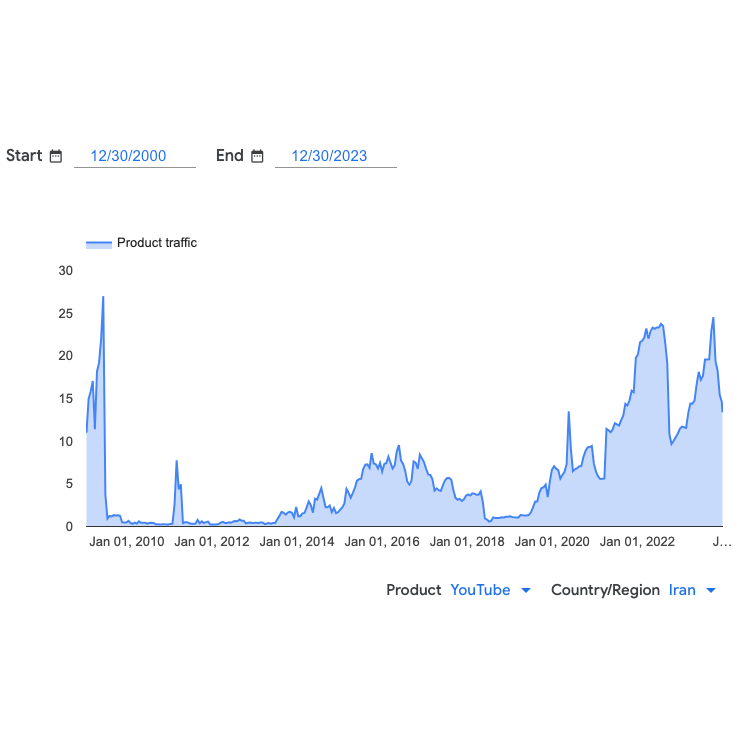 Start 12/30/2000 End 12/30/2023
Product traffic
30
25
20
15
10
5
0
Jan 01, 2010 Jan 01, 2012 Jan 01, 2014 Jan 01, 2016 Jan 01, 2018 Jan 01, 2020 Jan 01, 2022 J…
Product YouTube Country/Region Iran